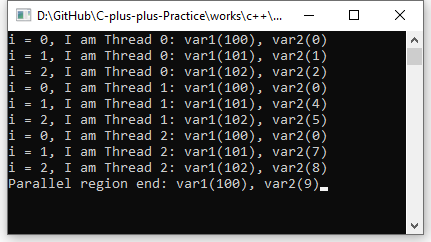 D:\GitHub\C-plus-plus-Practice\works\c++\...
i = 0, I am Thread 0: var1(100), var2(0)
i = 1, I am Thread 0: var1(101), var2(1)
i = 2, I am Thread 0: var1(102), var2(2)
i = 0, I am Thread 1: var1(100), var2(0)
i = 1, I am Thread 1: var1(101), var2(4)
i = 2, I am Thread 1: var1(102), var2(5)
i = 0, I am Thread 2: var1(100), var2(0)
i = 1, I am Thread 2: var1(101), var2(7)
i = 2, I am Thread 2: var1(102), var2(8)
Parallel region end: var1(100), var2(9)